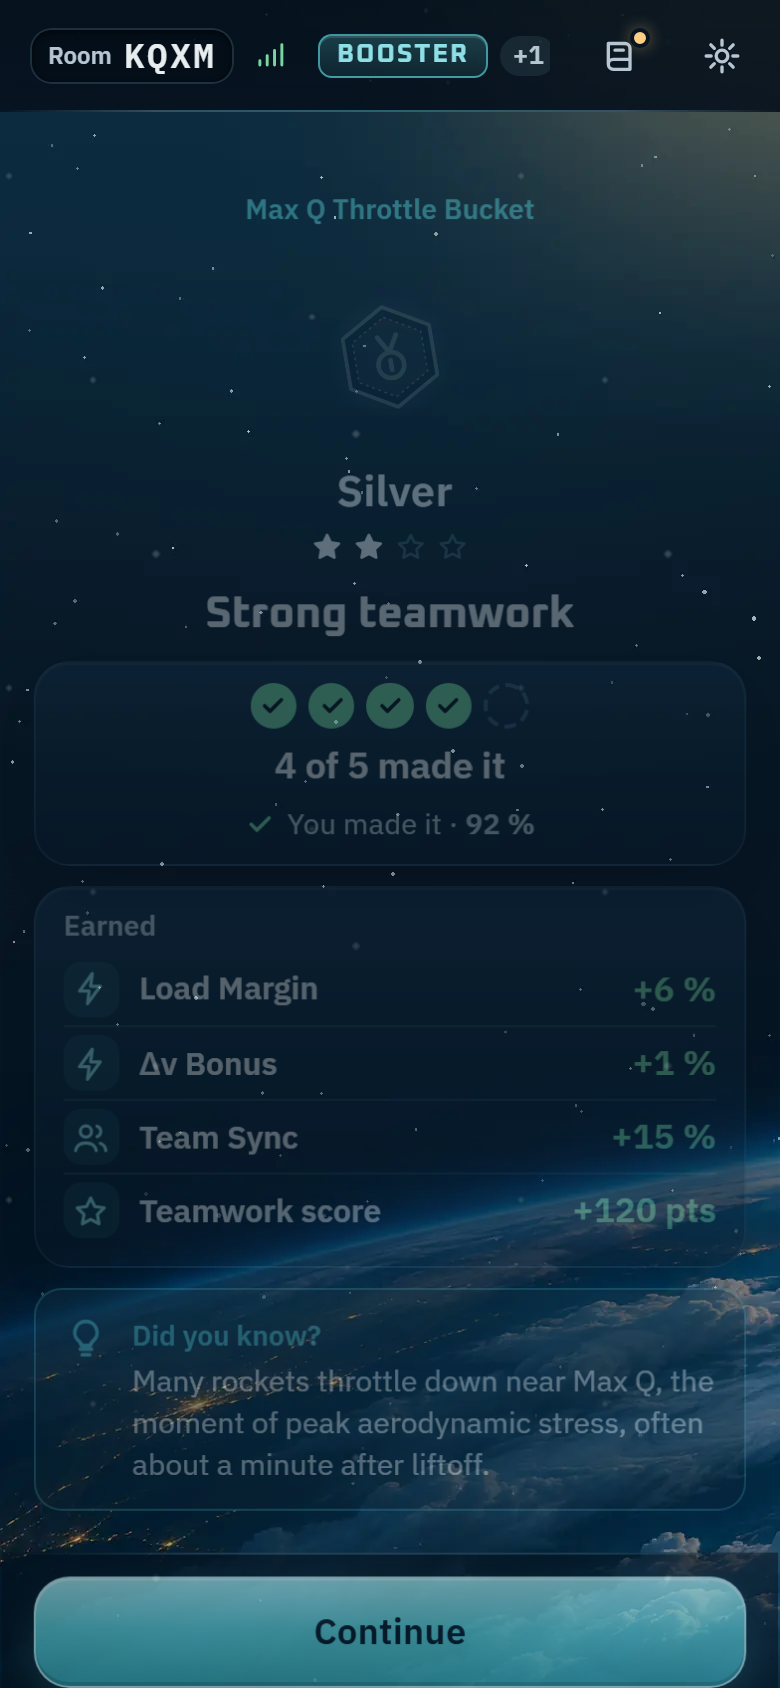 Room KQXM BOOSTER +1
Max Q Throttle Bucket
Silver
Strong teamwork
4 of 5 made it
You made it · 92 %
Earned
Load Margin +6 %
Δv Bonus +1 %
Team Sync +15 %
Teamwork score +120 pts
Did you know?
Many rockets throttle down near Max Q, the
moment of peak aerodynamic stress, often
about a minute after liftoff.
Continue